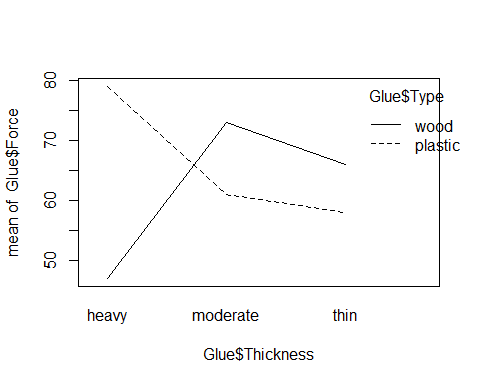 Glue$Type
wood
plastic
mean of  Glue$Force
80
70
60
50
heavy moderate thin
Glue$Thickness